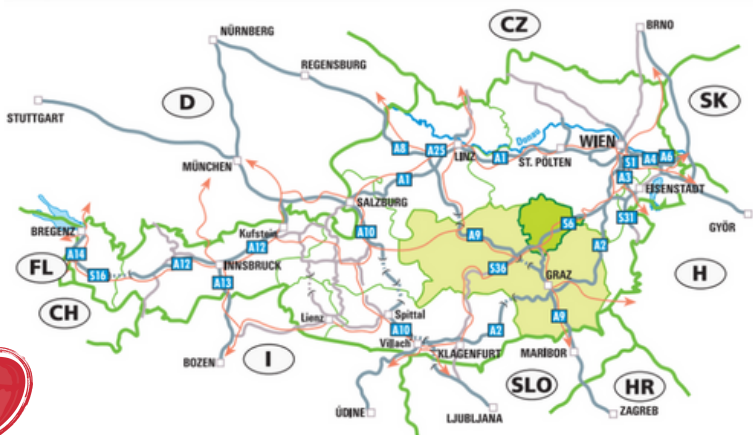 CZ
BRNO
NÜRNBERG
REGENSBURG
D
SK
STUTTGART
Donau
WIEN
A8
A25
LINZ
A1
ST. PÖLTEN
S1
A4
A6
MÜNCHEN
A1
A3
EISENSTADT
SALZBURG
S31
GYÖR
BREGENZ
Kufstein
A10
S6
A14
A12
A9
A2
FL
S16
A12
INNSBRUCK
S36
GRAZ
H
A13
CH
Lienz
Spittal
A9
A10
A2
Villach
KLAGENFURT
MARIBOR
BOZEN
I
SLO
HR
ÚDINE
LJUBLJANA
ZAGREB